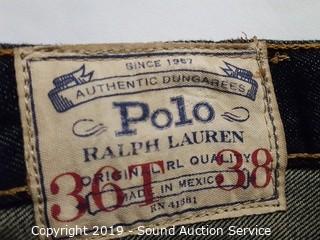 SINCE 1967
AUTHENTIC DUNGAREES
Polo
RALPH LAUREN
ORIGINAL RL QUALITY
36T 38
MADE IN MEXICO
RN 41381
Copyright 2019 - Sound Auction Service